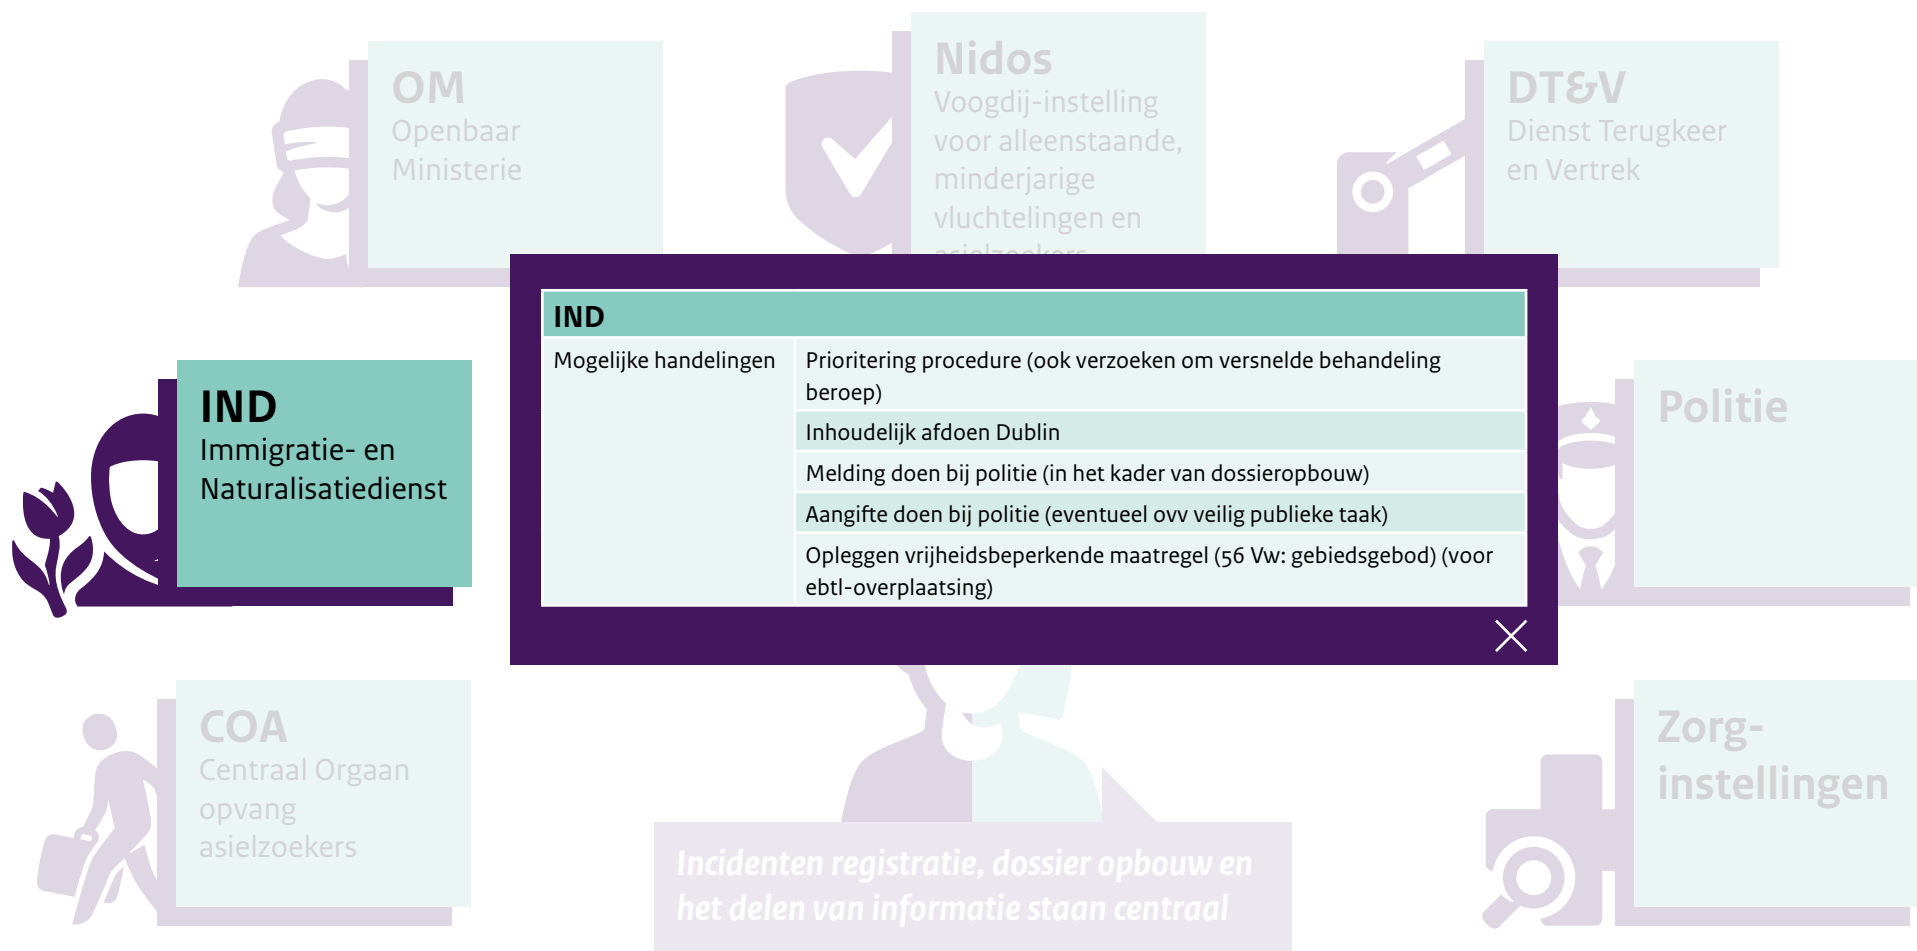 OM
Openbaar
Ministerie
Nidos
Voogdij-instelling
voor alleenstaande,
minderjarige
vluchtelingen en
asielzoekers
DT&V
Dienst Terugkeer
en Vertrek
IND
Immigratie- en
Naturalisatiedienst
IND
Mogelijke handelingen
Prioritering procedure (ook verzoeken om versnelde behandeling
beroep)
Inhoudelijk afdoen Dublin
Melding doen bij politie (in het kader van dossieropbouw)
Aangifte doen bij politie (eventueel ovv veilig publieke taak)
Opleggen vrijheidsbeperkende maatregel (56 Vw: gebiedsgebod) (voor
ebtl-overplaatsing)
Politie
COA
Centraal Orgaan
opvang
asielzoekers
Incidenten registratie, dossier opbouw en
het delen van informatie staan centraal
Zorg-
instellingen